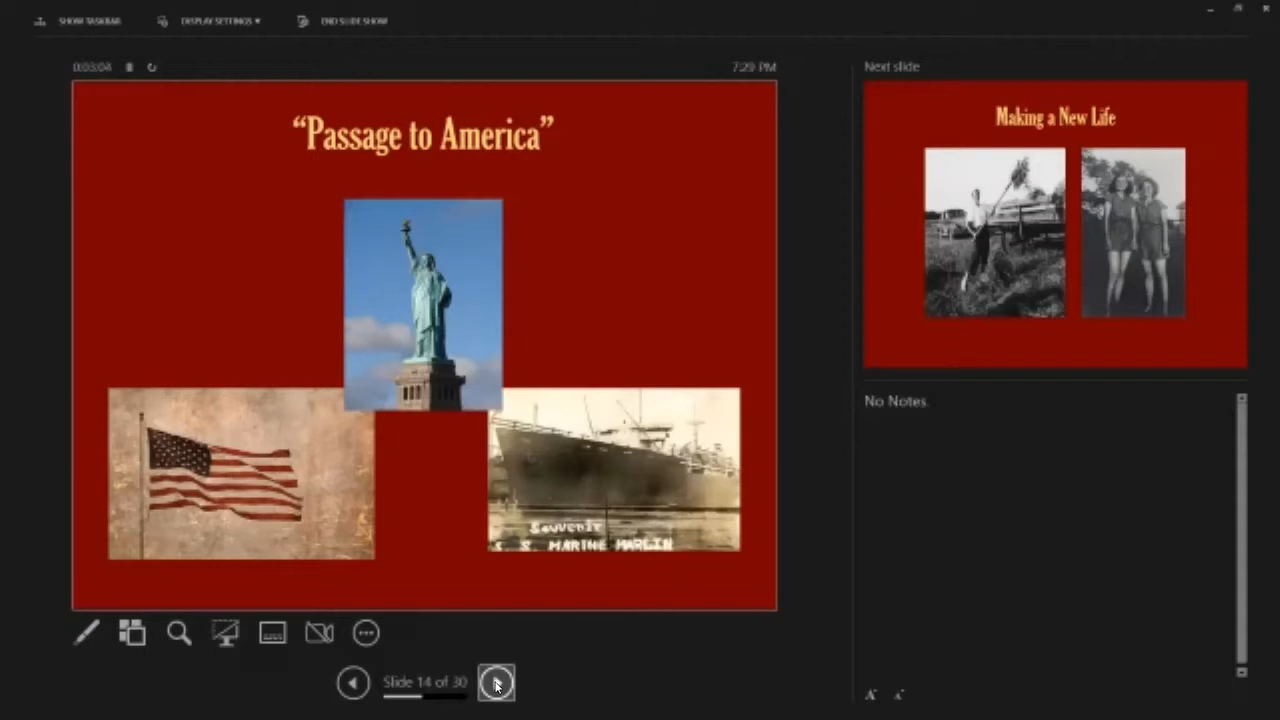 SHOW TASKBAR
DISPLAY SETTINGS
END SLIDE SHOW
0:03:04
7:29 PM
Next slide
“Passage to America”
Souvenir
S. MARINE MARLIN
Making a New Life
No Notes.
Slide 14 of 30
A A